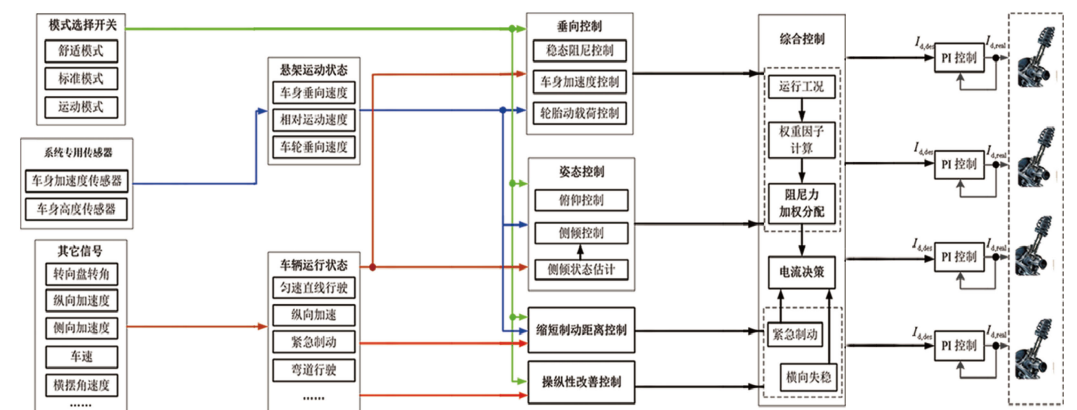 模式选择开关
舒适模式
标准模式
运动模式
系统专用传感器
车身加速度传感器
车身高度传感器
其它信号
转向盘转角
纵向加速度
侧向加速度
车速
横摆角速度
……
悬架运动状态
车身垂向速度
相对运动速度
车轮垂向速度
车辆运行状态
匀速直线行驶
纵向加速
紧急制动
弯道行驶
……
垂向控制
稳态阻尼控制
车身加速度控制
轮胎动载荷控制
姿态控制
俯仰控制
侧倾控制
侧倾状态估计
缩短制动距离控制
操纵性改善控制
综合控制
运行工况
权重因子
计算
阻尼力
加权分配
电流决策
紧急制动
横向失稳
I_{d,des}
PI 控制
I_{d,real}
I_{d,des}
PI 控制
I_{d,real}
I_{d,des}
PI 控制
I_{d,real}
I_{d,des}
PI 控制
I_{d,real}